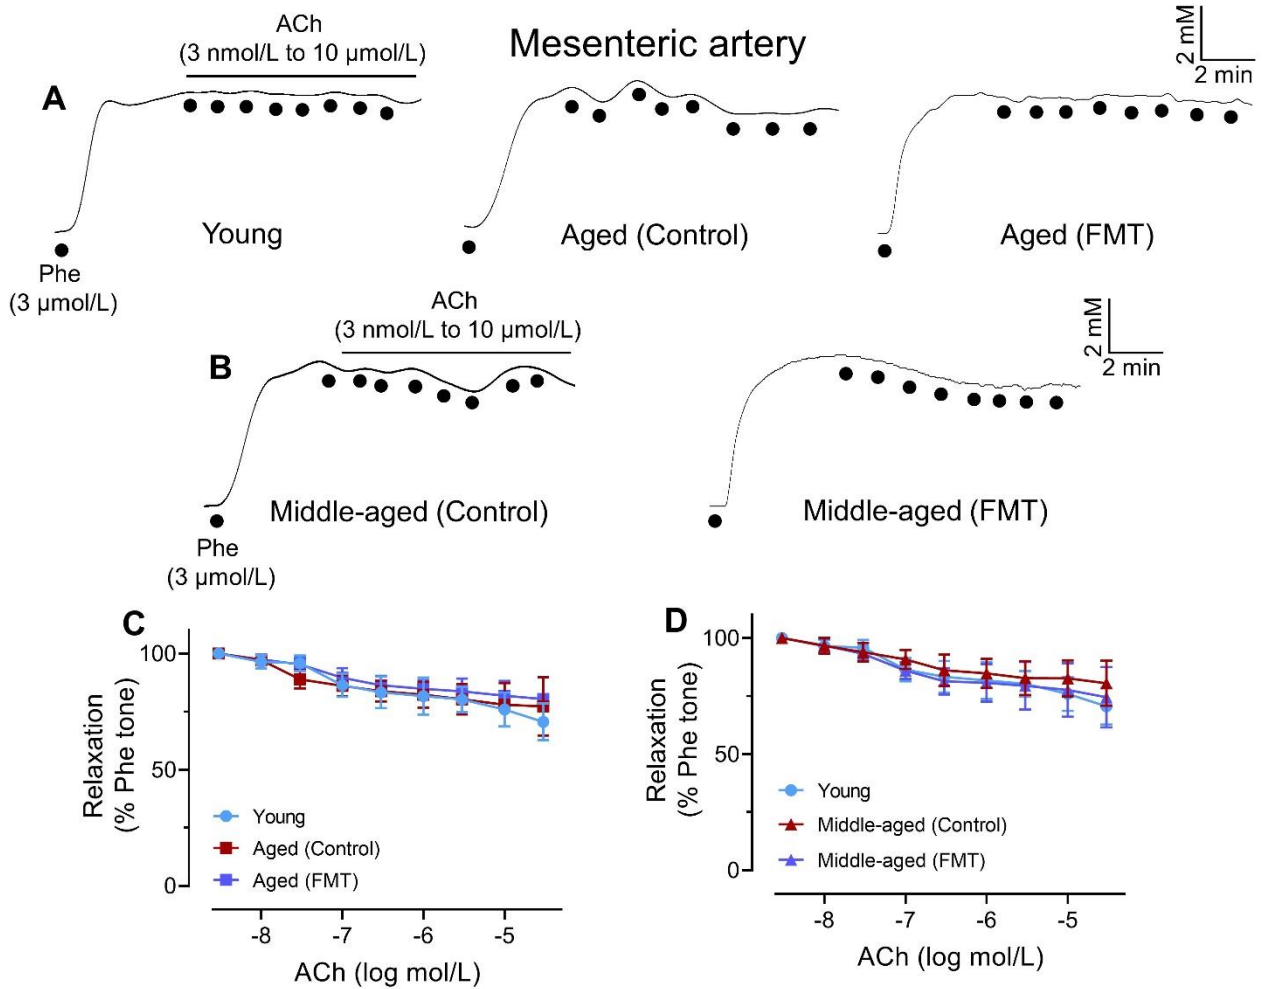 Mesenteric artery
A
ACh
(3 nmol/L to 10 µmol/L)
2 mM
2 min
Young
Aged (Control)
Aged (FMT)
Phe
(3 µmol/L)
B
ACh
(3 nmol/L to 10 µmol/L)
2 mM
2 min
Middle-aged (Control)
Middle-aged (FMT)
Phe
(3 µmol/L)
C
Relaxation
(% Phe tone)
100
50
0
Young
Aged (Control)
Aged (FMT)
-8
-7
-6
-5
ACh (log mol/L)
D
Relaxation
(% Phe tone)
100
50
0
Young
Middle-aged (Control)
Middle-aged (FMT)
-8
-7
-6
-5
ACh (log mol/L)